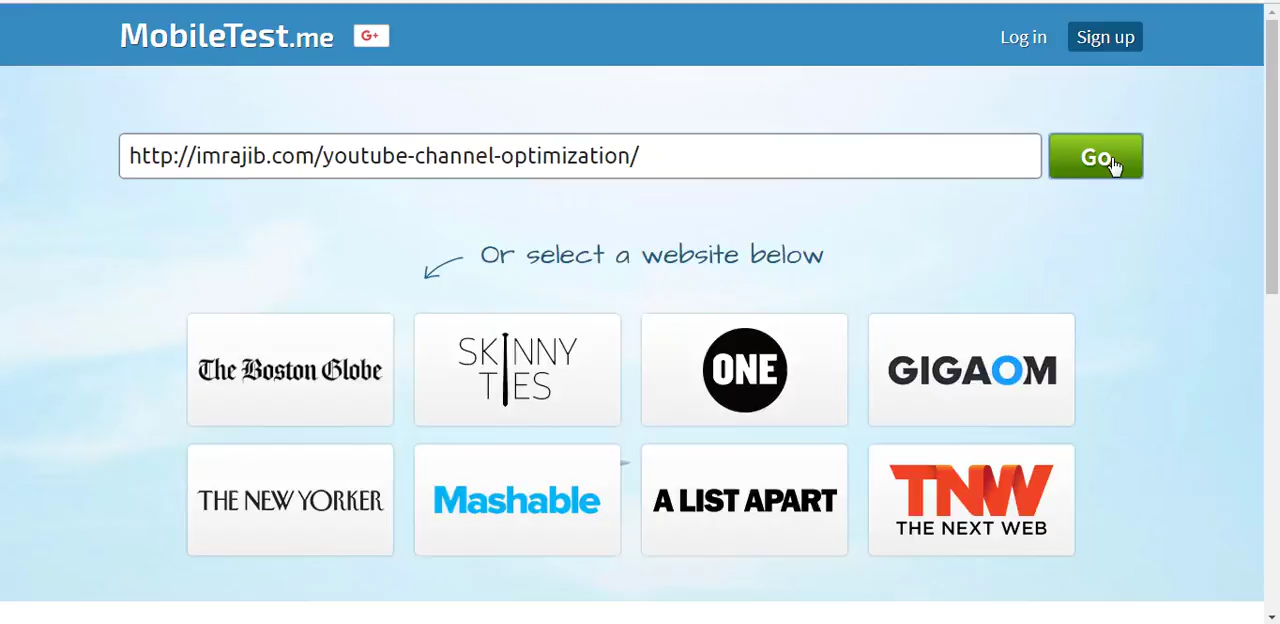 MobileTest.me G+ Log in Sign up
http://imrajib.com/youtube-channel-optimization/ Go
Or select a website below
The Boston Globe
SKINNY
TIES
ONE
GIGAOM
THE NEW YORKER
Mashable
A LIST APART
TNW
THE NEXT WEB